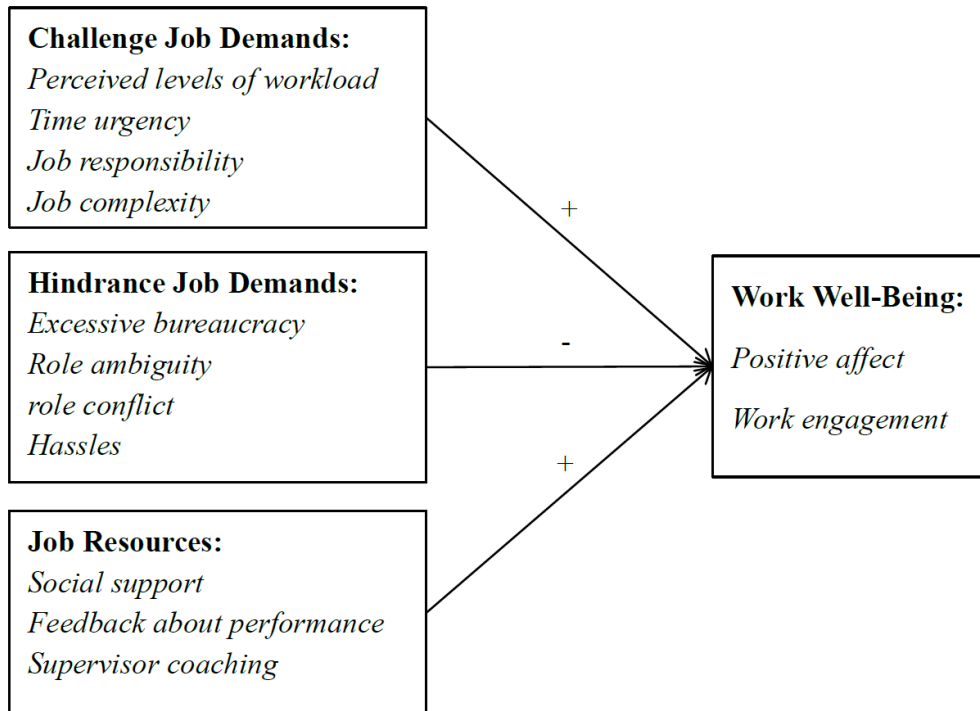 Challenge Job Demands:
Perceived levels of workload
Time urgency
Job responsibility
Job complexity
+
Hindrance Job Demands:
Excessive bureaucracy
Role ambiguity
role conflict
Hassles
-
Work Well-Being:
Positive affect
Work engagement
+
Job Resources:
Social support
Feedback about performance
Supervisor coaching